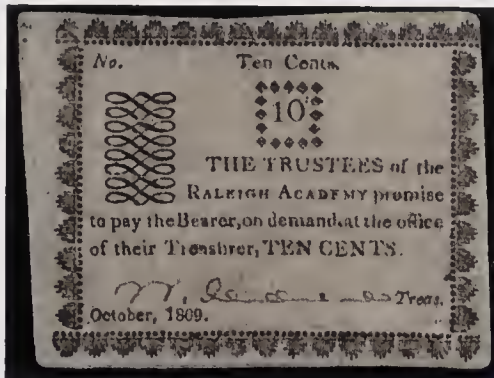 No. Ten Cents.
10
THE TRUSTEES of the
RALEIGH ACADEMY promise
to pay the Bearer, on demand, at the office
of their Treasurer, TEN CENTS.
Treas.
October, 1809.